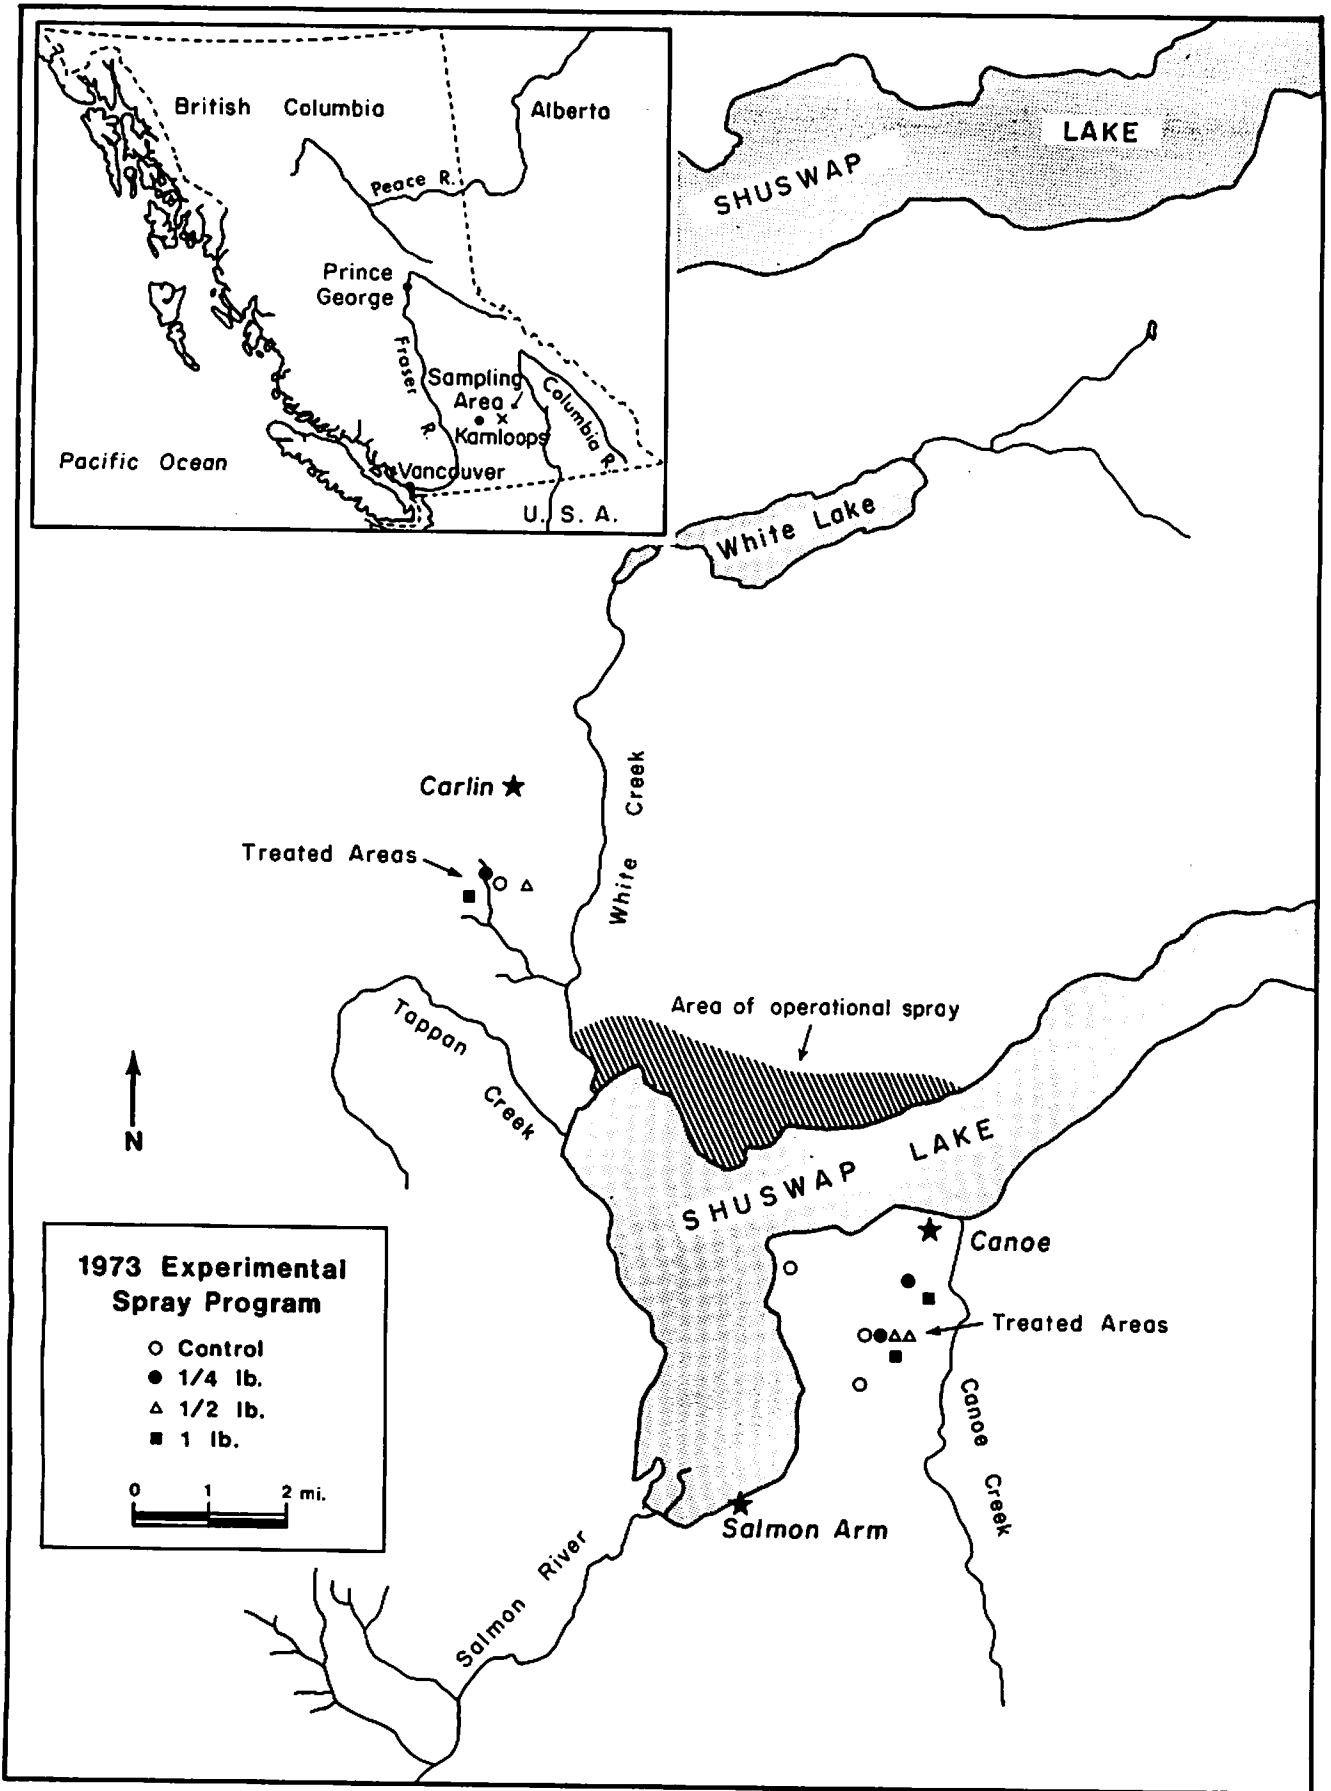 British Columbia
Alberta
Peace R.
Prince
George
Fraser R.
Sampling
Area
Kamloops
Columbia R.
Pacific Ocean
Vancouver
U. S. A.
SHUSWAP LAKE
White Lake
Carlin
White Creek
Treated Areas
Tappan Creek
Area of operational spray
N
SHUSWAP LAKE
Canoe
Treated Areas
Canoe Creek
Salmon Arm
Salmon River
1973 Experimental
Spray Program
Control
1/4 lb.
1/2 lb.
1 lb.
0 1 2 mi.